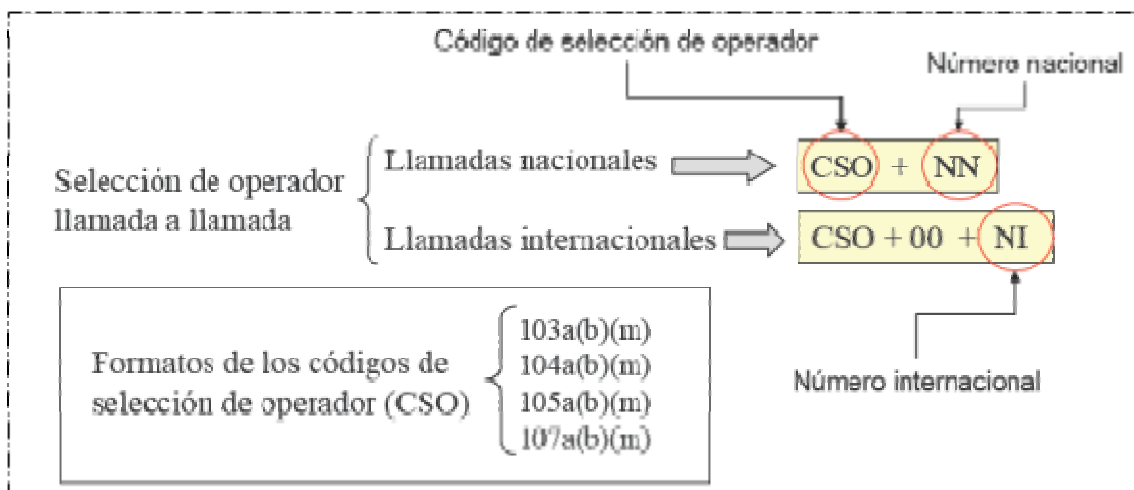 Código de selección de operador
Número nacional
Selección de operador
llamada a llamada
Llamadas nacionales
CSO + NN
Llamadas internacionales
CSO + 00 + NI
Número internacional
Formatos de los códigos de
selección de operador (CSO)
103a(b)(m)
104a(b)(m)
105a(b)(m)
107a(b)(m)